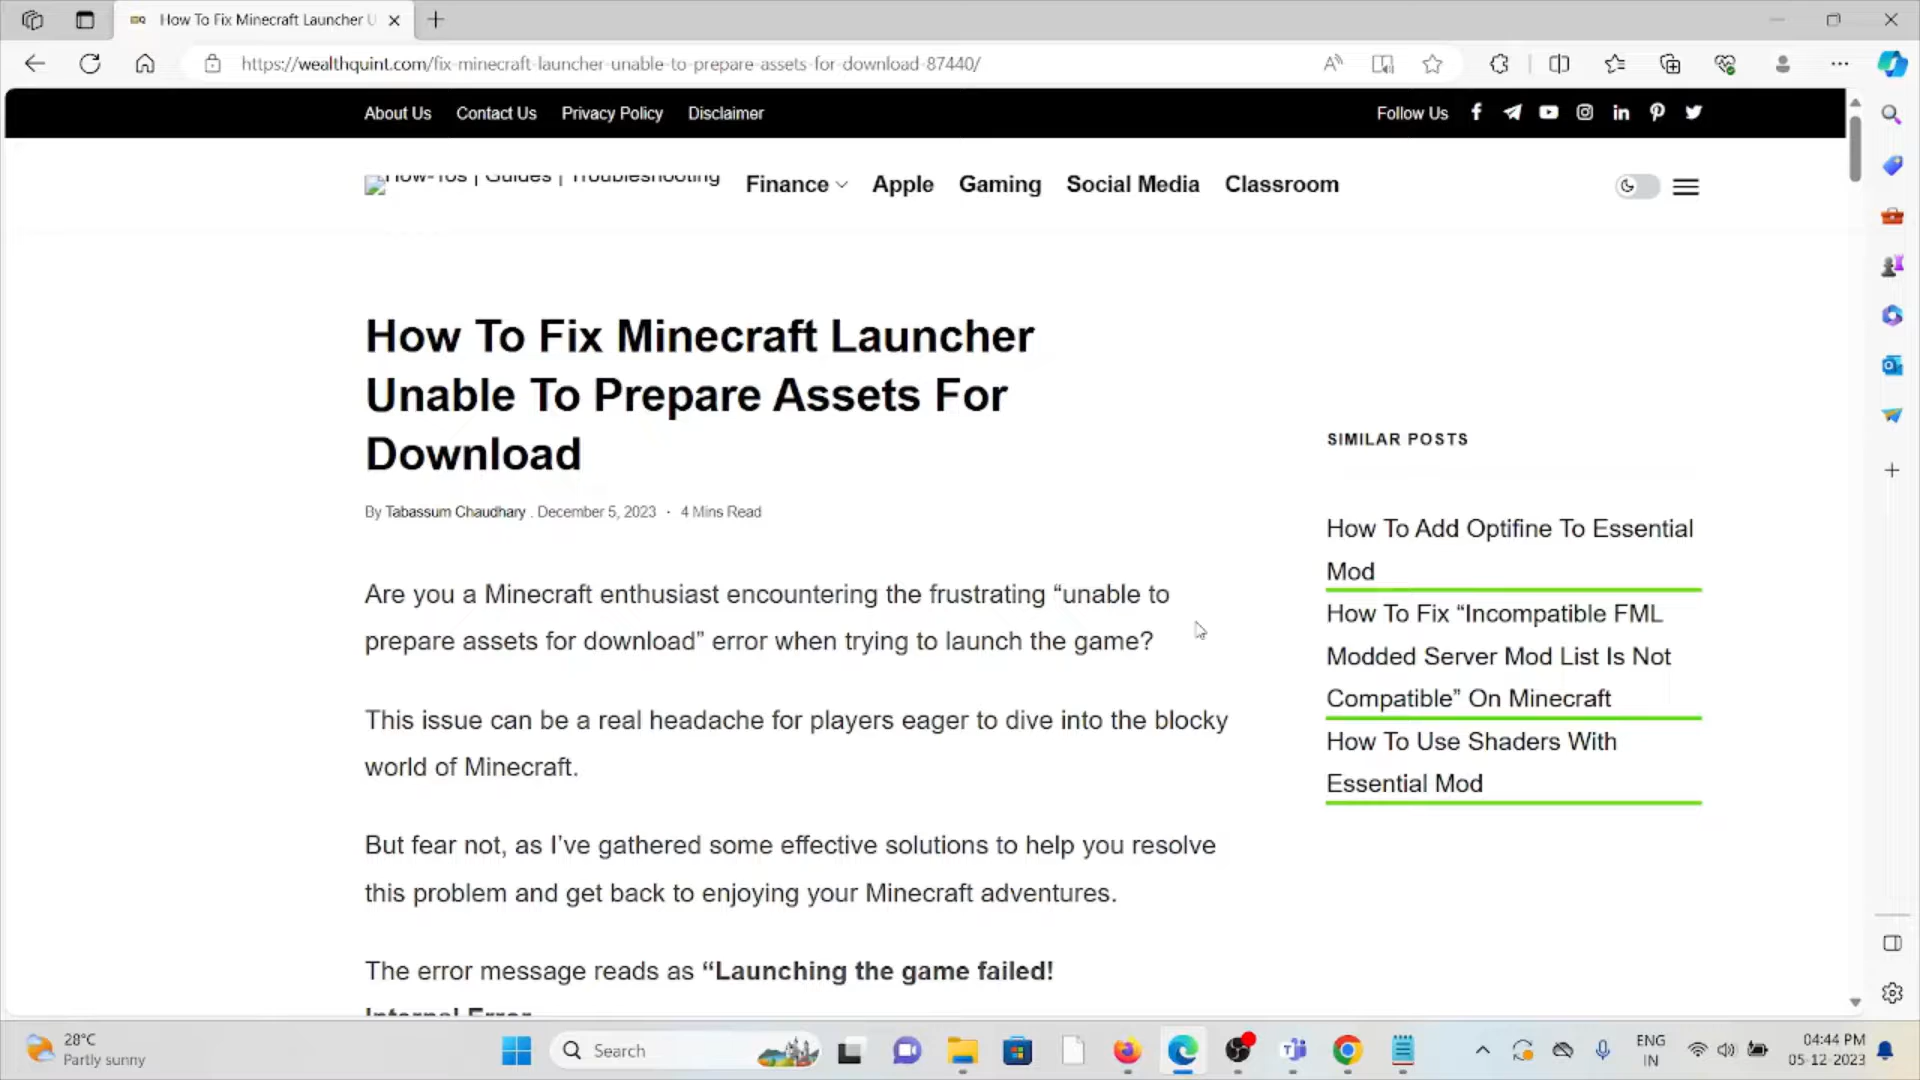 How To Fix Minecraft Launcher U
https://wealthquint.com/fix-minecraft-launcher-unable-to-prepare-assets-for-download-87440/
About Us Contact Us Privacy Policy Disclaimer Follow Us
How-Tos | Guides | Troubleshooting Finance Apple Gaming Social Media Classroom
How To Fix Minecraft Launcher
Unable To Prepare Assets For
Download
By Tabassum Chaudhary . December 5, 2023 · 4 Mins Read
Are you a Minecraft enthusiast encountering the frustrating “unable to
prepare assets for download” error when trying to launch the game?
This issue can be a real headache for players eager to dive into the blocky
world of Minecraft.
But fear not, as I’ve gathered some effective solutions to help you resolve
this problem and get back to enjoying your Minecraft adventures.
The error message reads as “Launching the game failed!
Internal Error
SIMILAR POSTS
How To Add Optifine To Essential
Mod
How To Fix “Incompatible FML
Modded Server Mod List Is Not
Compatible” On Minecraft
How To Use Shaders With
Essential Mod
28°C
Partly sunny
Search
ENG
IN
04:44 PM
05-12-2023